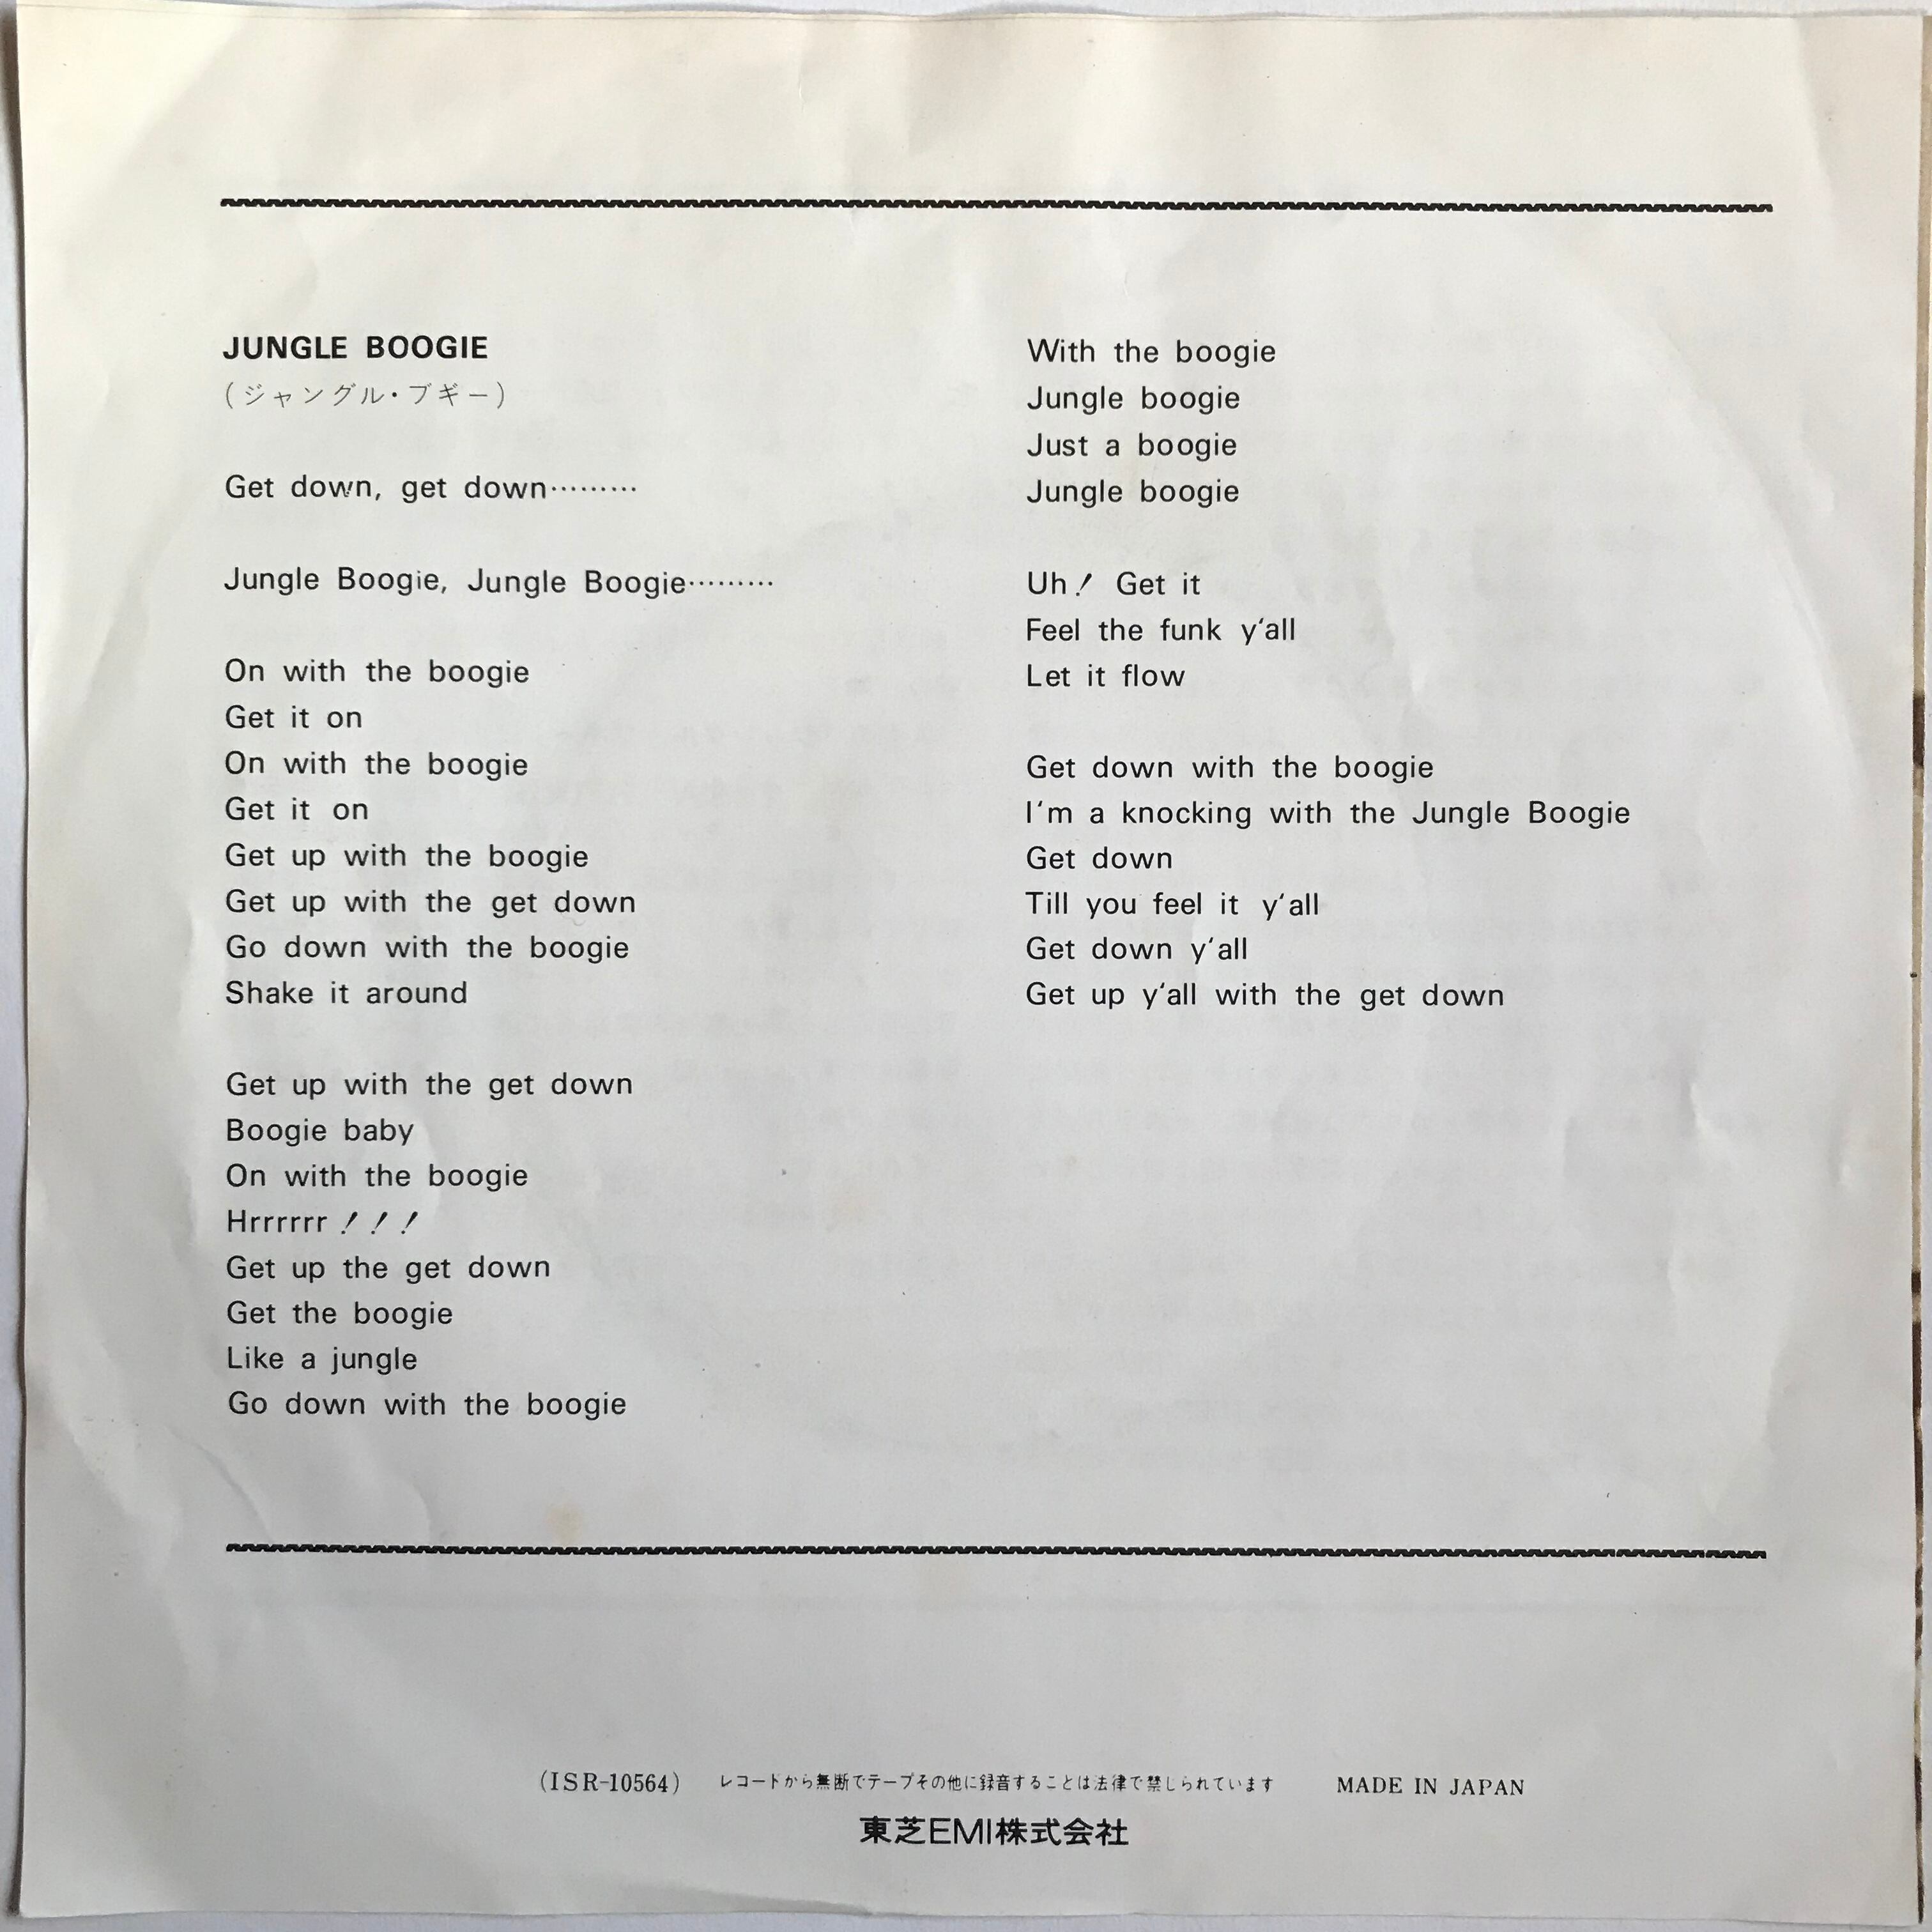 JUNGLE BOOGIE
(ジャングル・ブギー)
Get down, get down………
Jungle Boogie, Jungle Boogie………
On with the boogie
Get it on
On with the boogie
Get it on
Get up with the boogie
Get up with the get down
Go down with the boogie
Shake it around
Get up with the get down
Boogie baby
On with the boogie
Hrrrrrr!!!
Get up the get down
Get the boogie
Like a jungle
Go down with the boogie
With the boogie
Jungle boogie
Just a boogie
Jungle boogie
Uh! Get it
Feel the funk y'all
Let it flow
Get down with the boogie
I'm a knocking with the Jungle Boogie
Get down
Till you feel it y'all
Get down y'all
Get up y'all with the get down
(ISR-10564) レコードから無断でテープその他に録音することは法律で禁じられています MADE IN JAPAN
東芝EMI株式会社